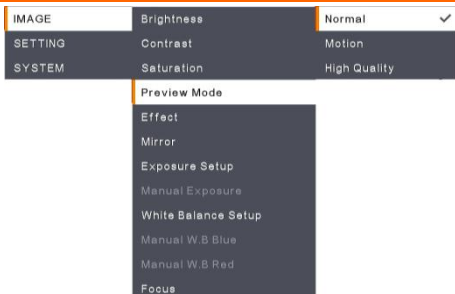 IMAGE
SETTING
SYSTEM
Brightness
Contrast
Saturation
Preview Mode
Effect
Mirror
Exposure Setup
Manual Exposure
White Balance Setup
Manual W.B Blue
Manual W.B Red
Focus
Normal
Motion
High Quality